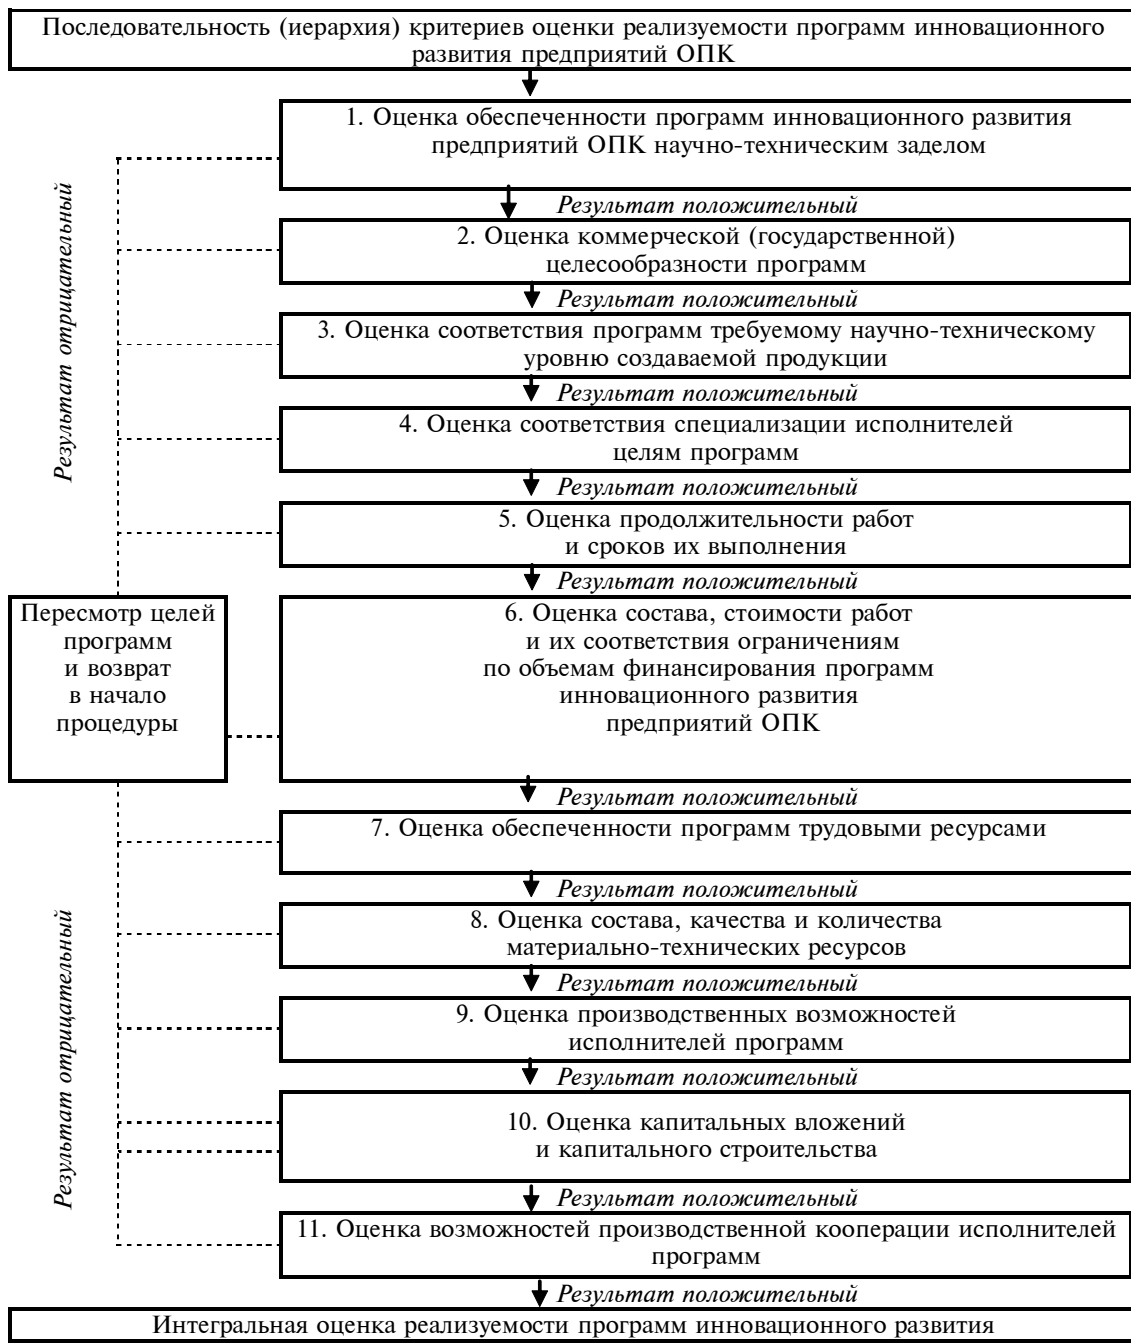 Последовательность (иерархия) критериев оценки реализуемости программ инновационного
развития предприятий ОПК
1. Оценка обеспеченности программ инновационного развития
предприятий ОПК научно-техническим заделом
Результат положительный
2. Оценка коммерческой (государственной)
целесообразности программ
Результат положительный
3. Оценка соответствия программ требуемому научно-техническому
уровню создаваемой продукции
Результат положительный
4. Оценка соответствия специализации исполнителей
целям программ
Результат положительный
5. Оценка продолжительности работ
и сроков их выполнения
Результат положительный
Результат отрицательный
Пересмотр целей
программ
и возврат
в начало
процедуры
6. Оценка состава, стоимости работ
и их соответствия ограничениям
по объемам финансирования программ
инновационного развития
предприятий ОПК
Результат положительный
7. Оценка обеспеченности программ трудовыми ресурсами
Результат положительный
8. Оценка состава, качества и количества
материально-технических ресурсов
Результат положительный
9. Оценка производственных возможностей
исполнителей программ
Результат положительный
10. Оценка капитальных вложений
и капитального строительства
Результат положительный
Результат отрицательный
11. Оценка возможностей производственной кооперации исполнителей
программ
Результат положительный
Интегральная оценка реализуемости программ инновационного развития